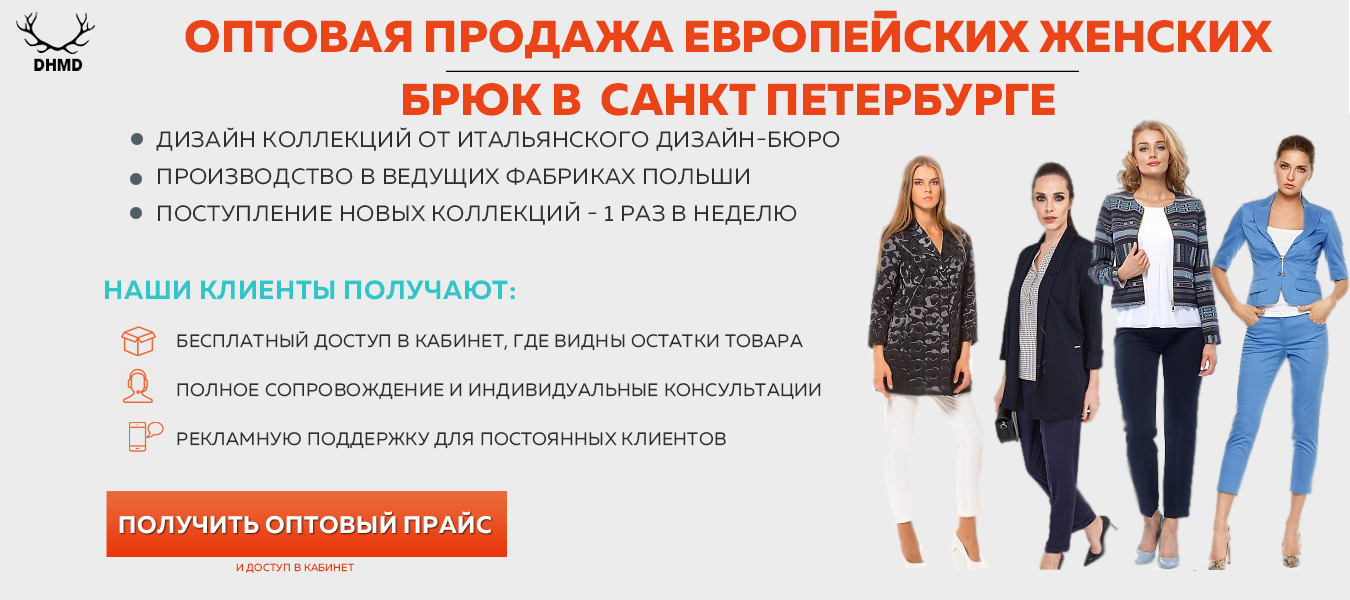 DHMD
ОПТОВАЯ ПРОДАЖА ЕВРОПЕЙСКИХ ЖЕНСКИХ
БРЮК В САНКТ ПЕТЕРБУРГЕ
ДИЗАЙН КОЛЛЕКЦИЙ ОТ ИТАЛЬЯНСКОГО ДИЗАЙН-БЮРО
ПРОИЗВОДСТВО В ВЕДУЩИХ ФАБРИКАХ ПОЛЬШИ
ПОСТУПЛЕНИЕ НОВЫХ КОЛЛЕКЦИЙ - 1 РАЗ В НЕДЕЛЮ
НАШИ КЛИЕНТЫ ПОЛУЧАЮТ:
БЕСПЛАТНЫЙ ДОСТУП В КАБИНЕТ, ГДЕ ВИДНЫ ОСТАТКИ ТОВАРА
ПОЛНОЕ СОПРОВОЖДЕНИЕ И ИНДИВИДУАЛЬНЫЕ КОНСУЛЬТАЦИИ
РЕКЛАМНУЮ ПОДДЕРЖКУ ДЛЯ ПОСТОЯННЫХ КЛИЕНТОВ
ПОЛУЧИТЬ ОПТОВЫЙ ПРАЙС
И ДОСТУП В КАБИНЕТ